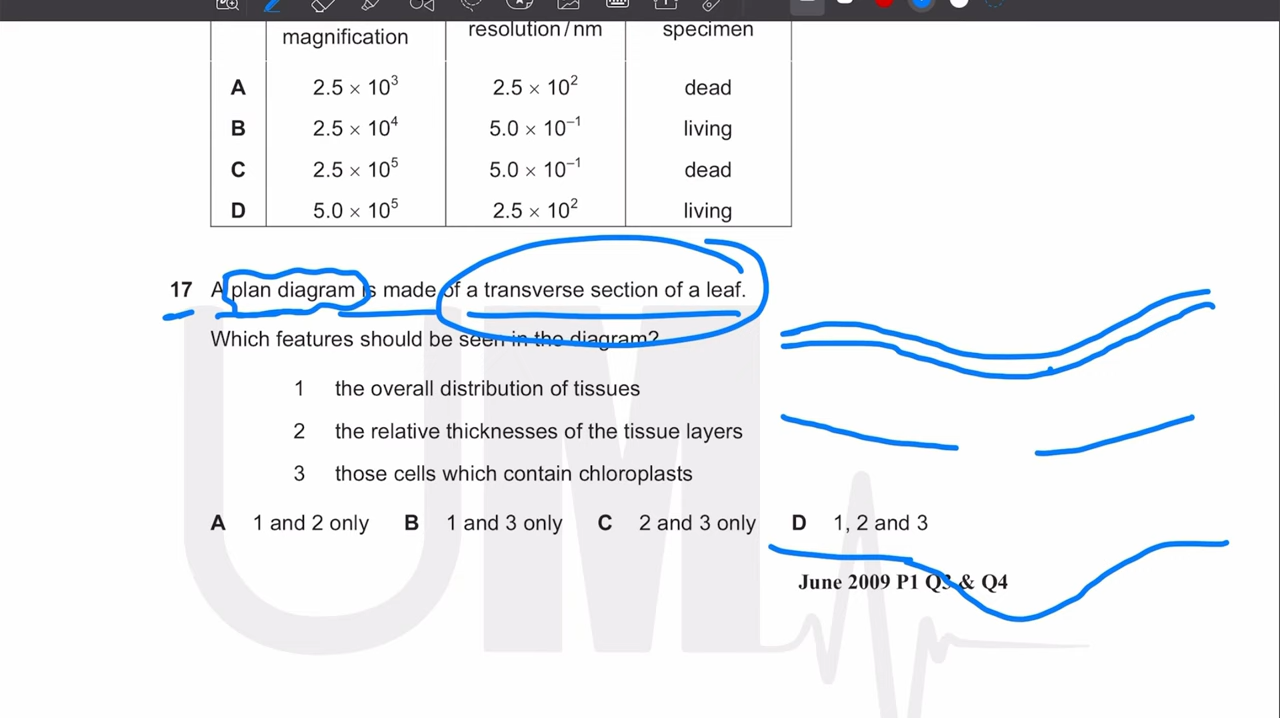 magnification resolution / nm specimen
A 2.5 × 10³ 2.5 × 10² dead
B 2.5 × 10⁴ 5.0 × 10⁻¹ living
C 2.5 × 10⁵ 5.0 × 10⁻¹ dead
D 5.0 × 10⁵ 2.5 × 10² living
17 A plan diagram is made of a transverse section of a leaf.
Which features should be seen in the diagram?
1 the overall distribution of tissues
2 the relative thicknesses of the tissue layers
3 those cells which contain chloroplasts
A 1 and 2 only B 1 and 3 only C 2 and 3 only D 1, 2 and 3
June 2009 P1 Q3 & Q4
UM